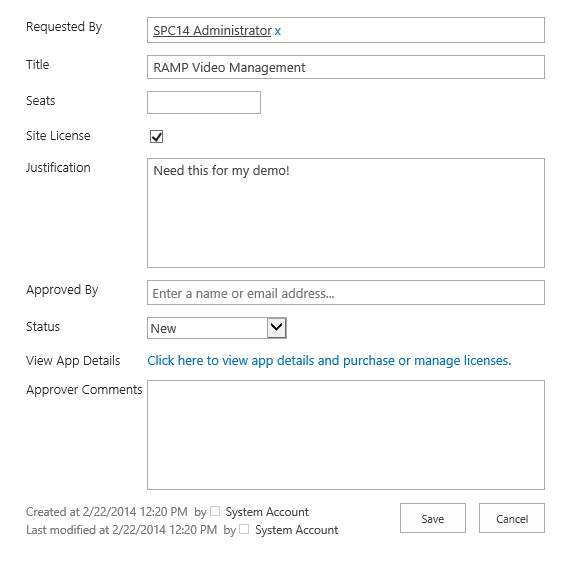 Requested By SPC14 Administrator x
Title RAMP Video Management
Seats
Site License
Justification Need this for my demo!
Approved By Enter a name or email address...
Status New
View App Details Click here to view app details and purchase or manage licenses.
Approver Comments
Created at 2/22/2014 12:20 PM by System Account
Last modified at 2/22/2014 12:20 PM by System Account
Save Cancel